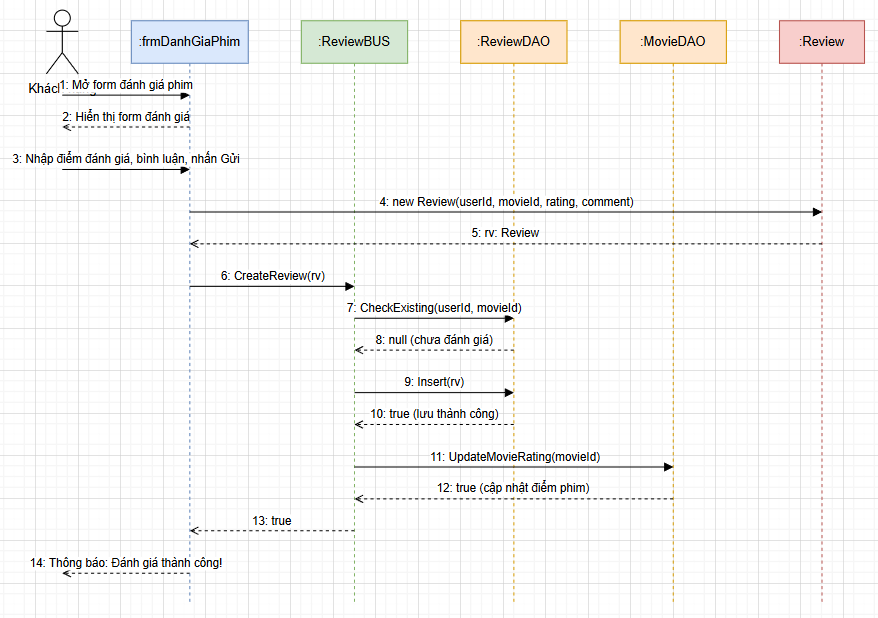 :frmDanhGiaPhim
:ReviewBUS
:ReviewDAO
:MovieDAO
:Review
1: Mở form đánh giá phim
2: Hiển thị form đánh giá
3: Nhập điểm đánh giá, bình luận, nhấn Gửi
4: new Review(userId, movieId, rating, comment)
5: rv: Review
6: CreateReview(rv)
7: CheckExisting(userId, movieId)
8: null (chưa đánh giá)
9: Insert(rv)
10: true (lưu thành công)
11: UpdateMovieRating(movieId)
12: true (cập nhật điểm phim)
13: true
14: Thông báo: Đánh giá thành công!